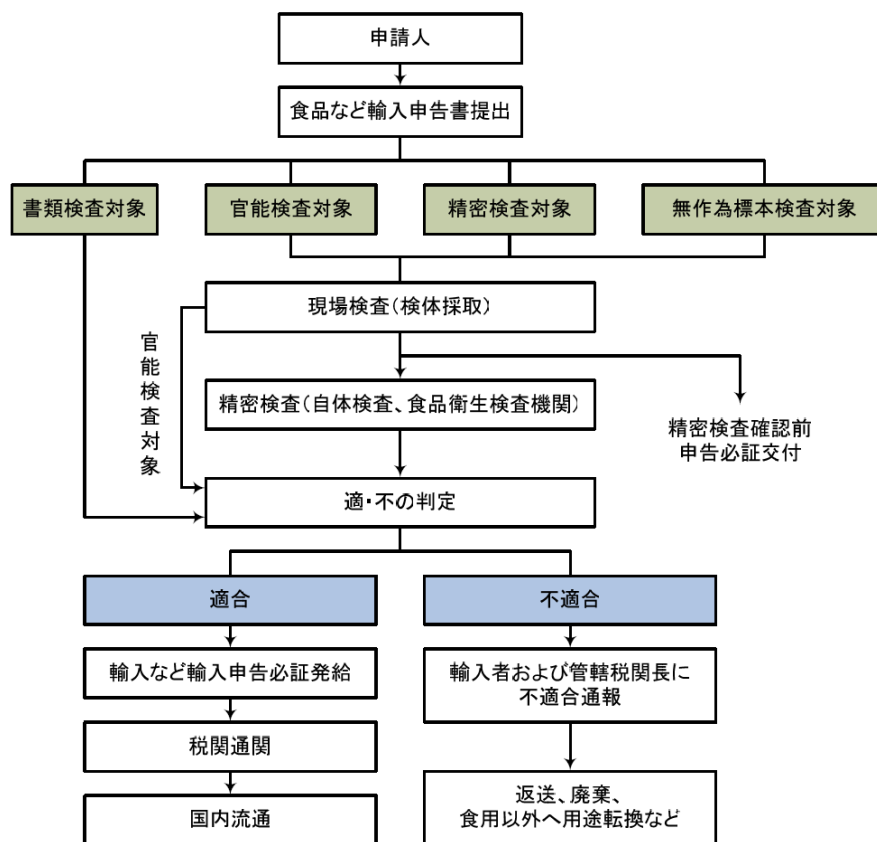 申請人
食品など輸入申告書提出
書類検査対象
官能検査対象
精密検査対象
無作為標本検査対象
現場検査(検体採取)
官能検査対象
精密検査(自体検査、食品衛生検査機関)
精密検査確認前
申告必証交付
適・不の判定
適合
不適合
輸入など輸入申告必証発給
輸入者および管轄税関長に
不適合通報
税関通関
返送、廃棄、
食用以外へ用途転換など
国内流通